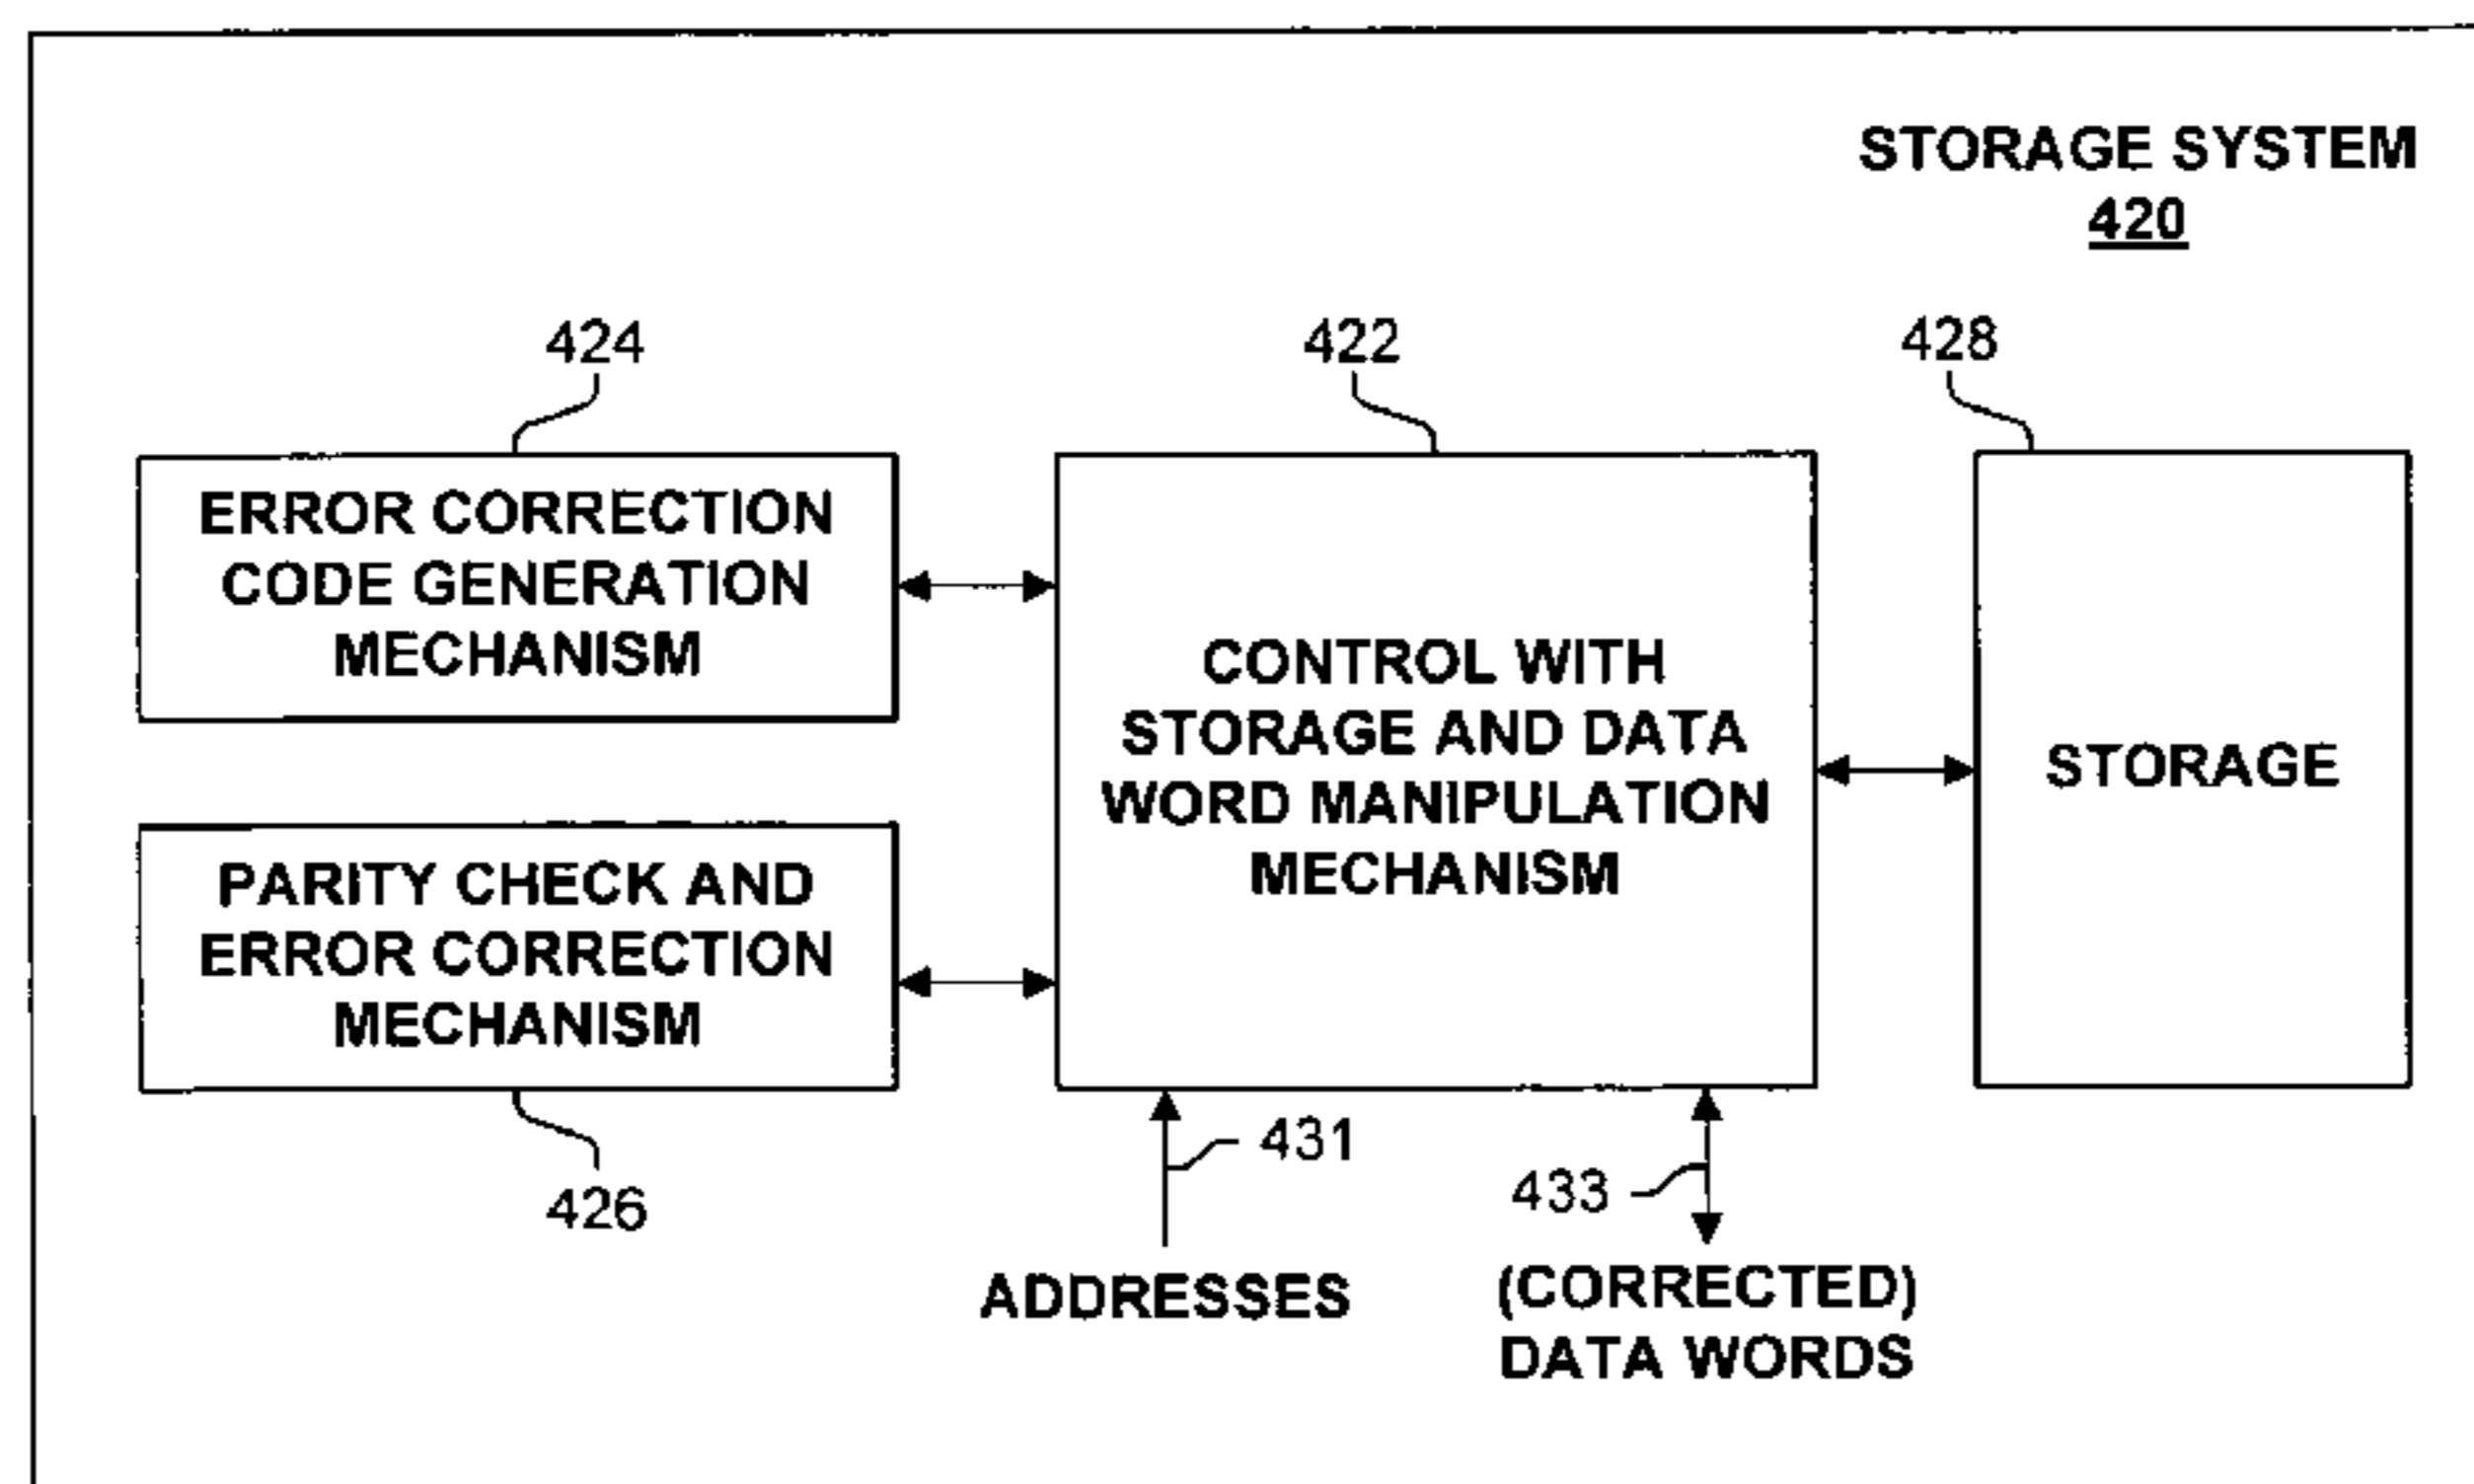 STORAGE SYSTEM
420
424
422
428
ERROR CORRECTION
CODE GENERATION
MECHANISM
CONTROL WITH
STORAGE AND DATA
WORD MANIPULATION
MECHANISM
STORAGE
PARITY CHECK AND
ERROR CORRECTION
MECHANISM
426
431
433
ADDRESSES
(CORRECTED)
DATA WORDS